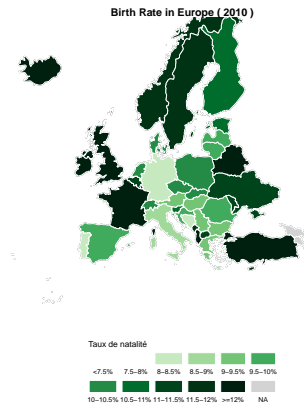 Birth Rate in Europe ( 2010 )
Taux de natalité
<7.5% 7.5–8% 8–8.5% 8.5–9% 9–9.5% 9.5–10%
10–10.5% 10.5–11% 11–11.5% 11.5–12% >=12% NA